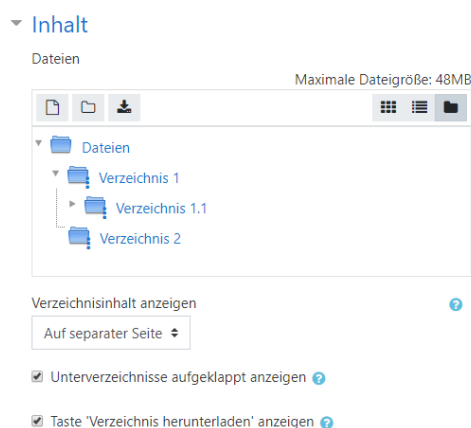 Inhalt
Dateien
Maximale Dateigröße: 48MB
Dateien
Verzeichnis 1
Verzeichnis 1.1
Verzeichnis 2
Verzeichnisinhalt anzeigen
Auf separater Seite
Unterverzeichnisse aufgeklappt anzeigen
Taste 'Verzeichnis herunterladen' anzeigen